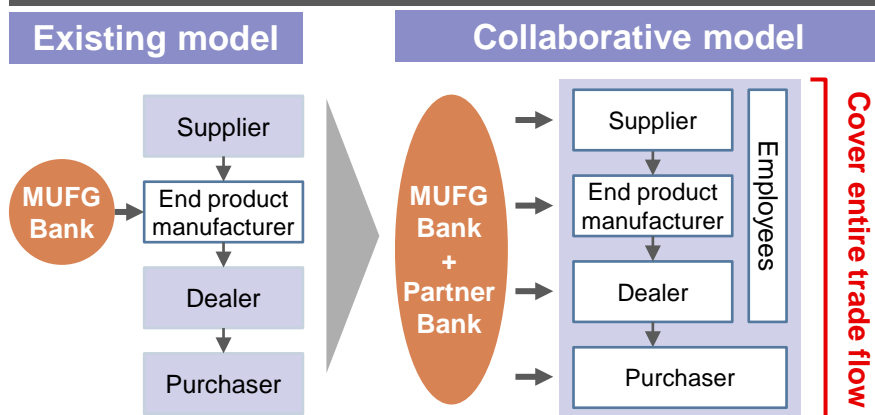 Existing model
Supplier
MUFG
Bank
End product
manufacturer
Dealer
Purchaser
Collaborative model
MUFG
Bank
+
Partner
Bank
Supplier
End product
manufacturer
Dealer
Purchaser
Employees
Cover entire trade flow